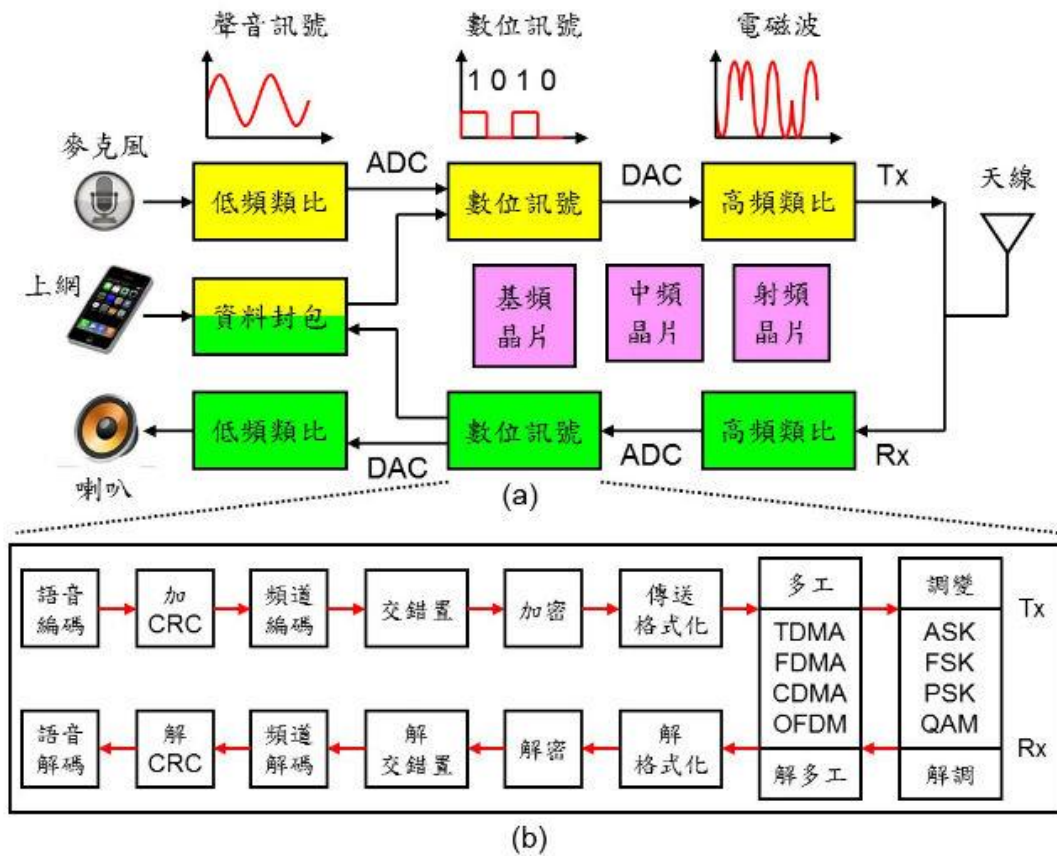 聲音訊號
數位訊號
電磁波
1 0 1 0
麥克風
低頻類比
ADC
數位訊號
DAC
高頻類比
Tx
天線
上網
資料封包
基頻
晶片
中頻
晶片
射頻
晶片
喇叭
低頻類比
DAC
數位訊號
ADC
高頻類比
Rx
(a)
語音
編碼
加
CRC
頻道
編碼
交錯置
加密
傳送
格式化
多工
調變
Tx
TDMA
FDMA
CDMA
OFDM
ASK
FSK
PSK
QAM
語音
解碼
解
CRC
頻道
解碼
解
交錯置
解密
解
格式化
解多工
解調
Rx
(b)